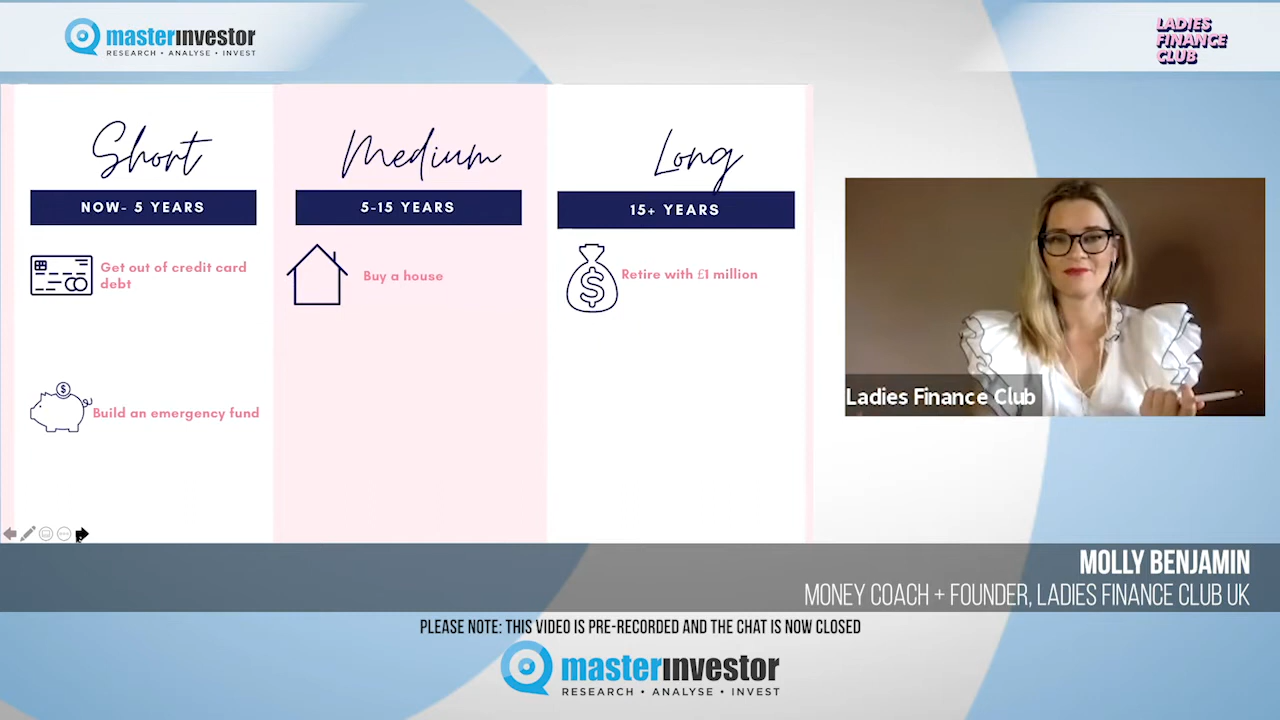 masterinvestor
RESEARCH • ANALYSE • INVEST
LADIES
FINANCE
CLUB
Short
NOW- 5 YEARS
Get out of credit card
debt
Build an emergency fund
Medium
5-15 YEARS
Buy a house
Long
15+ YEARS
$
Retire with £1 million
$
Ladies Finance Club
MOLLY BENJAMIN
MONEY COACH + FOUNDER, LADIES FINANCE CLUB UK
PLEASE NOTE: THIS VIDEO IS PRE-RECORDED AND THE CHAT IS NOW CLOSED
masterinvestor
RESEARCH • ANALYSE • INVEST